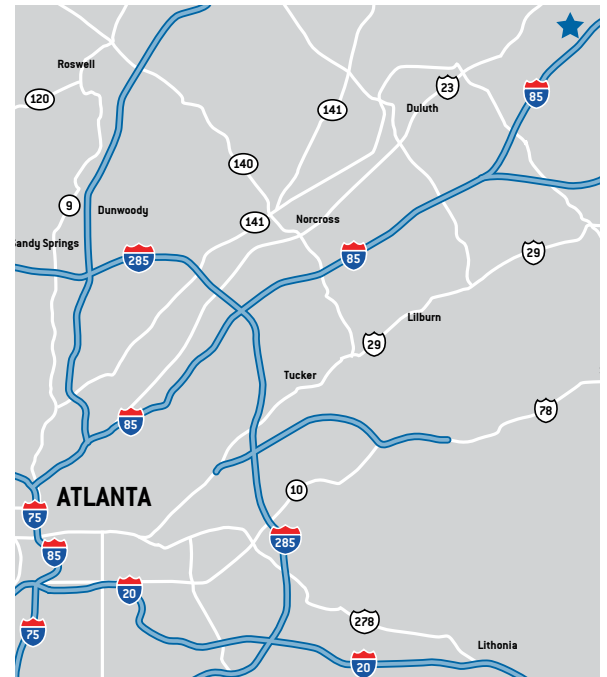 Roswell
23
85
120
Duluth
141
140
9
Dunwoody
141
Norcross
Sandy Springs
285
85
29
Lilburn
29
Tucker
78
85
10
ATLANTA
75
285
85
20
278
75
Lithonia
20